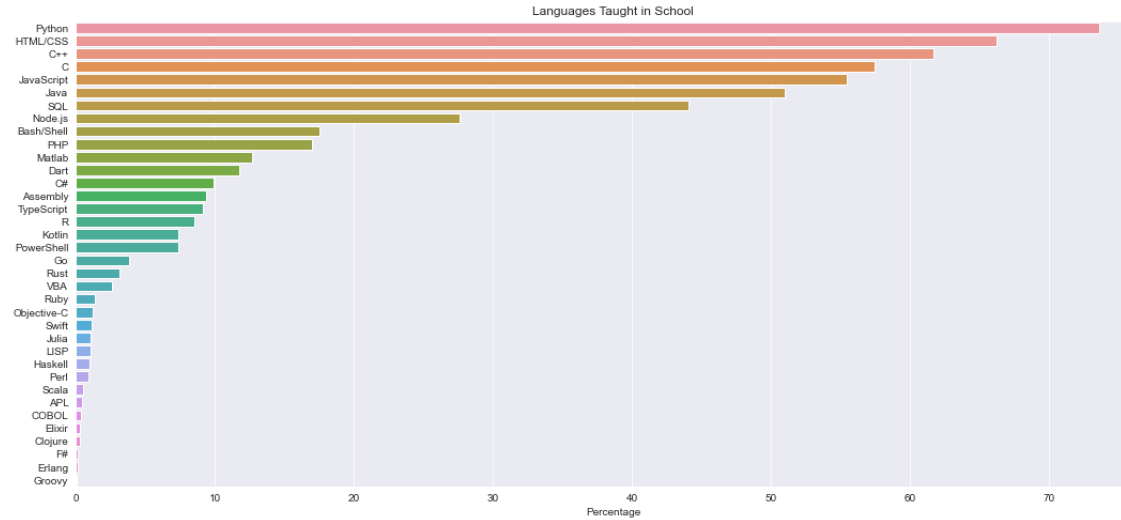 Languages Taught in School
Python
HTML/CSS
C++
C
JavaScript
Java
SQL
Node.js
Bash/Shell
PHP
Matlab
Dart
C#
Assembly
TypeScript
R
Kotlin
PowerShell
Go
Rust
VBA
Ruby
Objective-C
Swift
Julia
LISP
Haskell
Perl
Scala
APL
COBOL
Elixir
Clojure
F#
Erlang
Groovy
0 10 20 30 40 50 60 70
Percentage